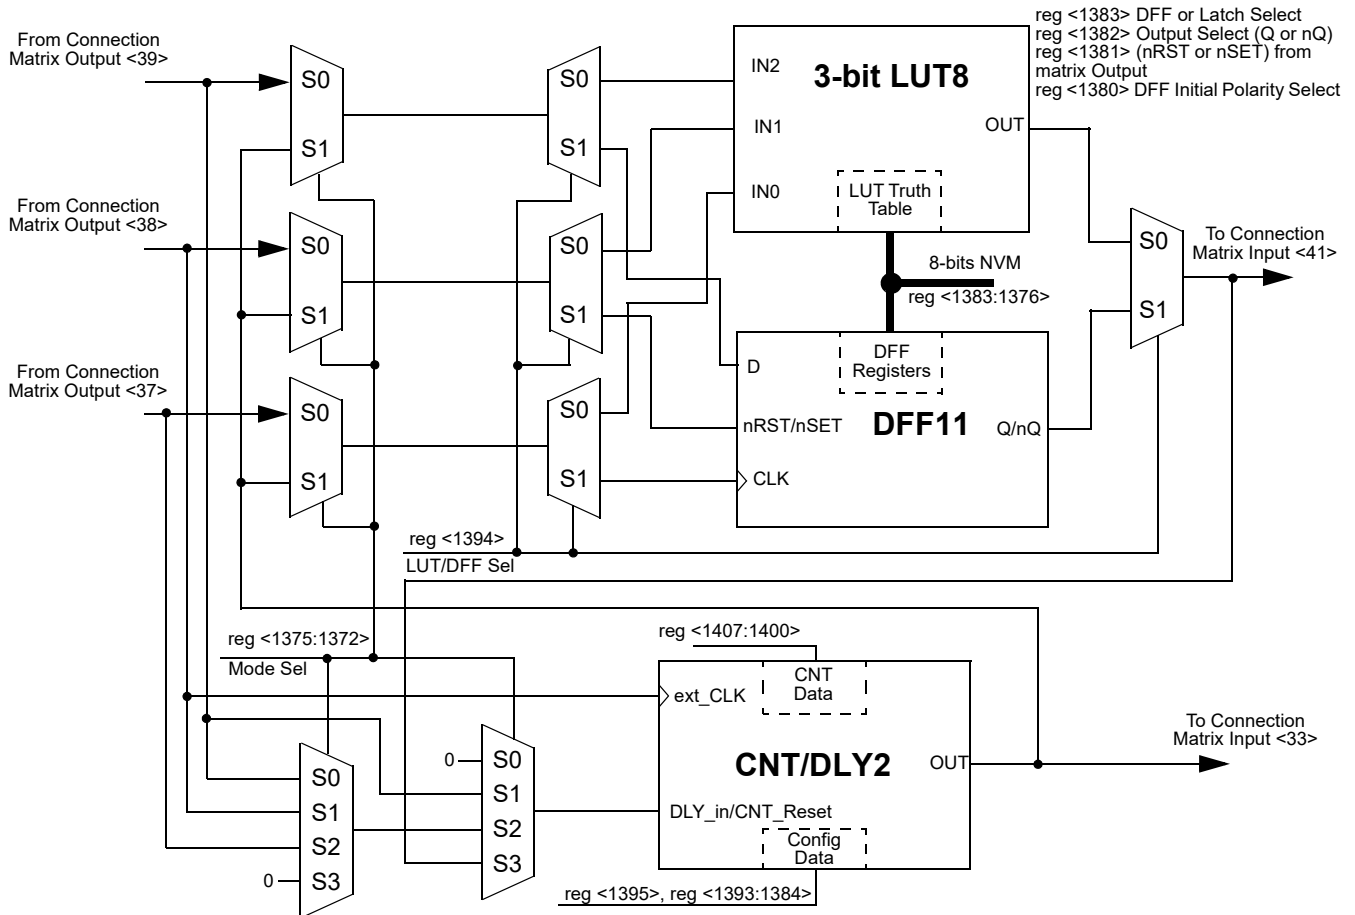 reg <1383> DFF or Latch Select
reg <1382> Output Select (Q or nQ)
reg <1381> (nRST or nSET) from
matrix Output
reg <1380> DFF Initial Polarity Select
From Connection
Matrix Output <39>
S0
S1
S0
S1
IN2
3-bit LUT8
IN1
OUT
IN0
LUT Truth
Table
From Connection
Matrix Output <38>
S0
S1
S0
S1
8-bits NVM
reg <1383:1376>
S0
S1
To Connection
Matrix Input <41>
From Connection
Matrix Output <37>
S0
S1
S0
S1
DFF
Registers
D
nRST/nSET
DFF11
Q/nQ
CLK
reg <1394>
LUT/DFF Sel
reg <1375:1372>
Mode Sel
reg <1407:1400>
CNT
Data
ext_CLK
CNT/DLY2
OUT
To Connection
Matrix Input <33>
DLY_in/CNT_Reset
Config
Data
S0
S1
S2
0
S3
0
S0
S1
S2
S3
reg <1395>, reg <1393:1384>